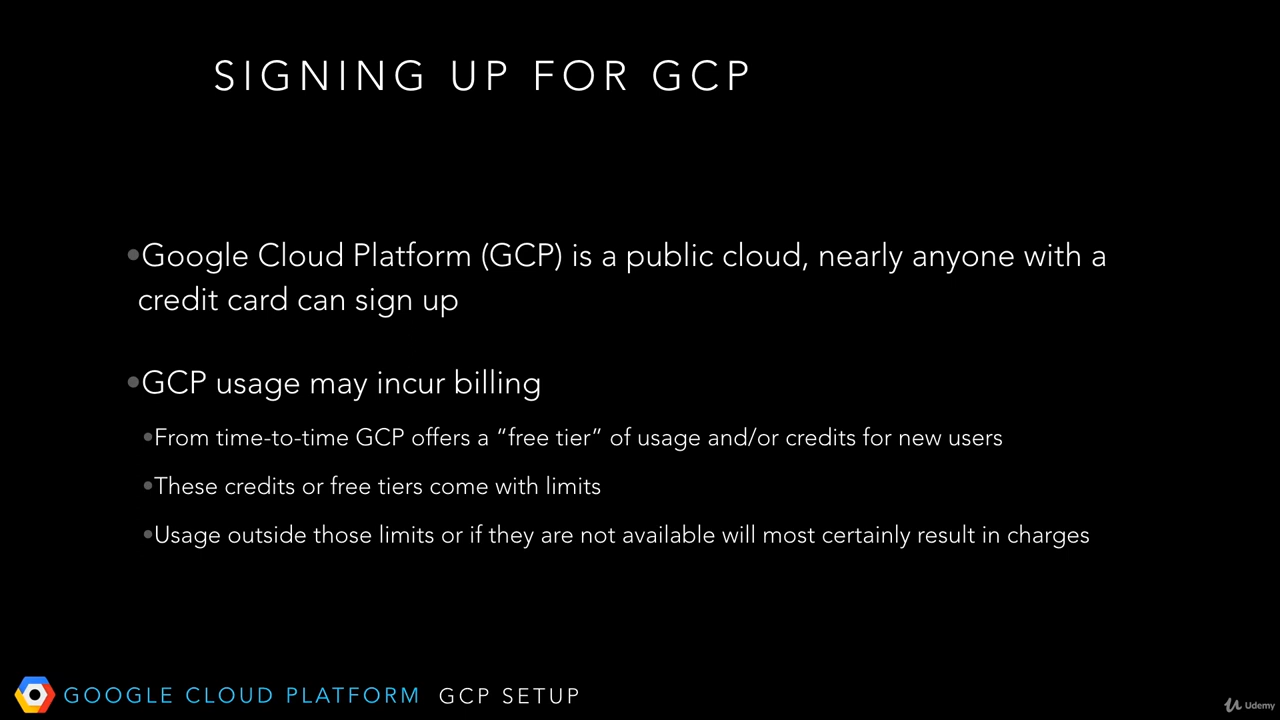 SIGNING UP FOR GCP
•Google Cloud Platform (GCP) is a public cloud, nearly anyone with a
credit card can sign up
•GCP usage may incur billing
•From time-to-time GCP offers a “free tier” of usage and/or credits for new users
•These credits or free tiers come with limits
•Usage outside those limits or if they are not available will most certainly result in charges
GOOGLE CLOUD PLATFORM GCP SETUP
Udemy